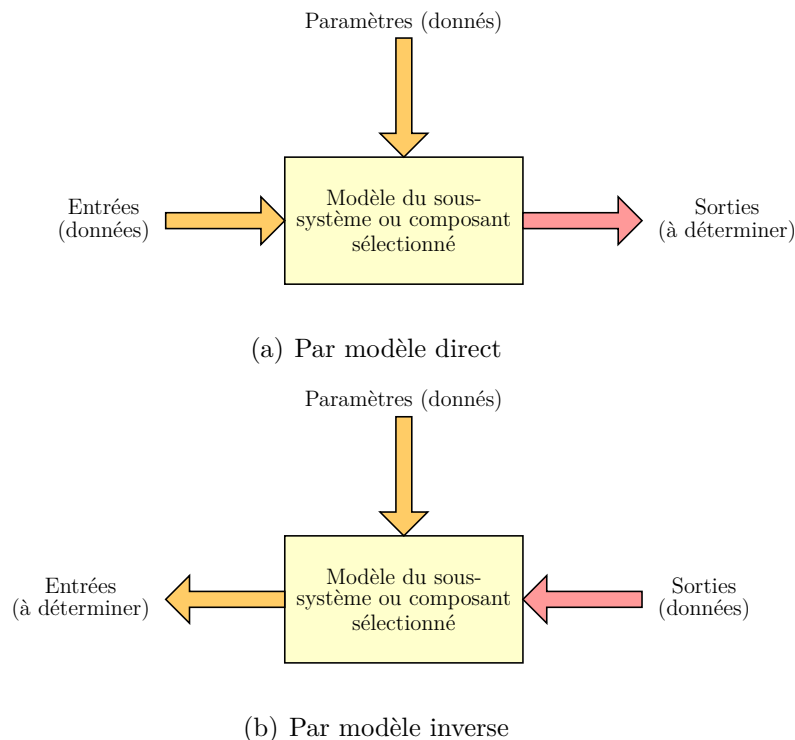 Paramètres (donnés)
Entrées
(données)
Modèle du sous-
système ou composant
sélectionné
Sorties
(à déterminer)
(a) Par modèle direct
Paramètres (donnés)
Entrées
(à déterminer)
Modèle du sous-
système ou composant
sélectionné
Sorties
(données)
(b) Par modèle inverse